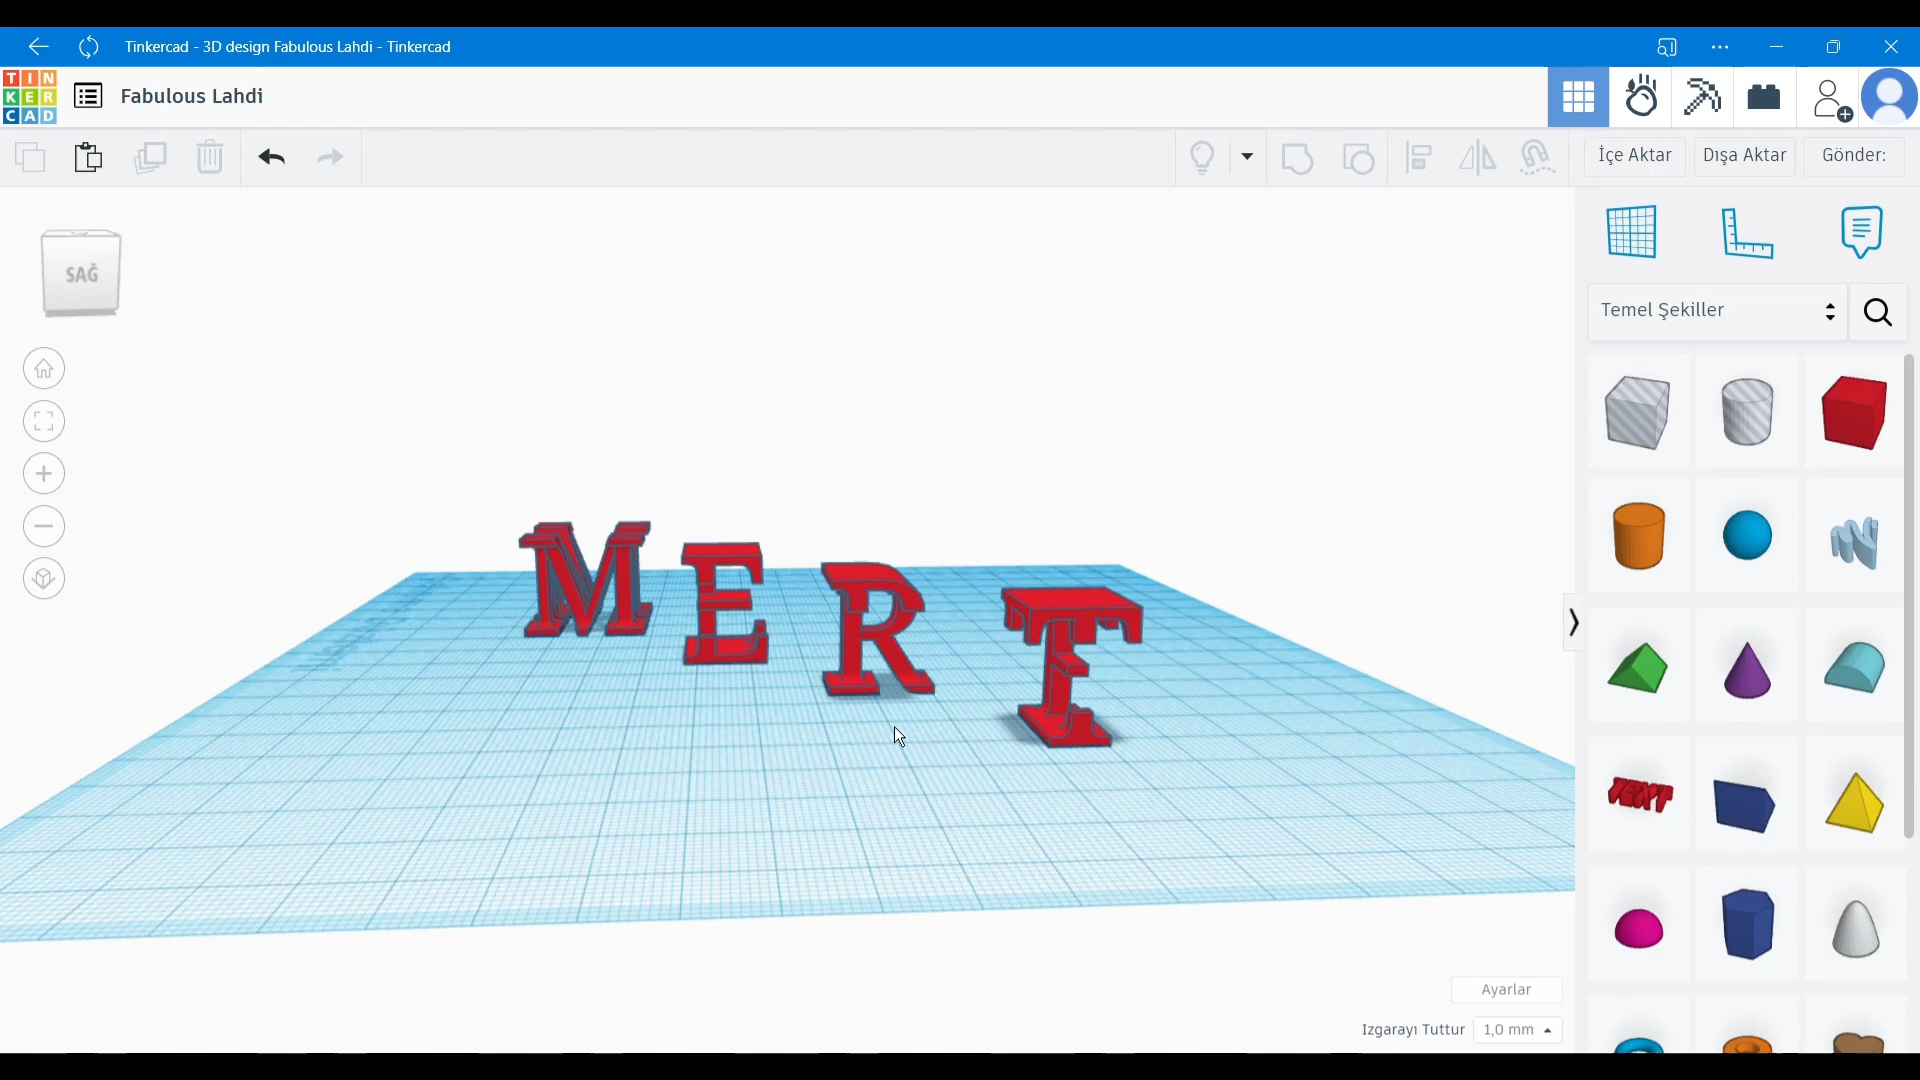 Tinkercad - 3D design Fabulous Lahdi - Tinkercad
TIN
KER
CAD
Fabulous Lahdi
İçe Aktar
Dışa Aktar
Gönder:
SAĞ
Temel Şekiller
MERT
TEXT
Ayarlar
Izgarayı Tuttur 1,0 mm